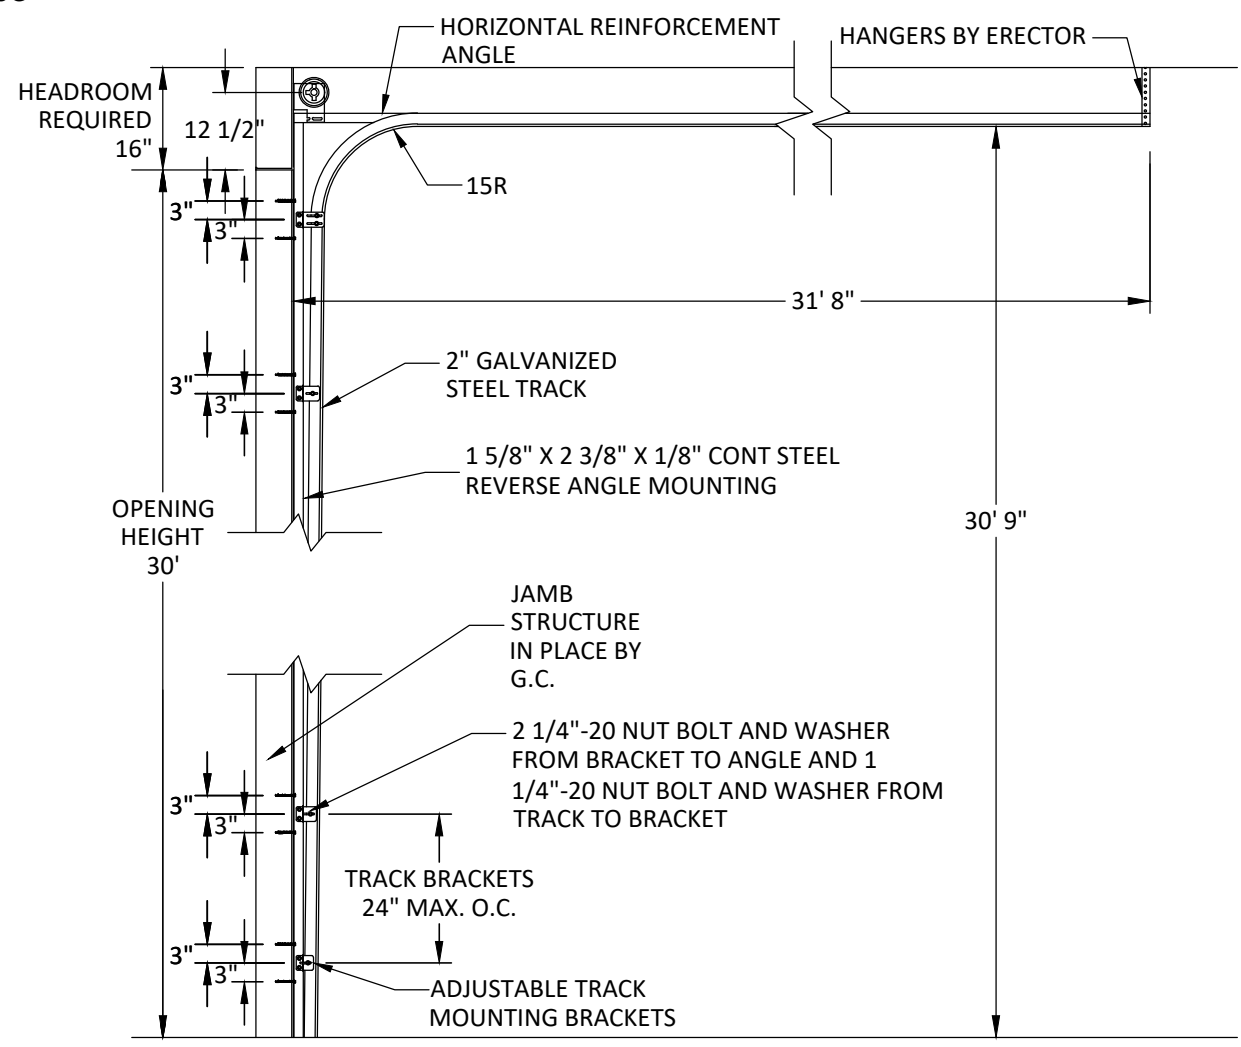 HORIZONTAL REINFORCEMENT
ANGLE
HANGERS BY ERECTOR
HEADROOM
REQUIRED
16"
12 1/2"
15R
3"
3"
31' 8"
2" GALVANIZED
STEEL TRACK
3"
3"
1 5/8" X 2 3/8" X 1/8" CONT STEEL
REVERSE ANGLE MOUNTING
OPENING
HEIGHT
30'
30' 9"
JAMB
STRUCTURE
IN PLACE BY
G.C.
2 1/4"-20 NUT BOLT AND WASHER
FROM BRACKET TO ANGLE AND 1
1/4"-20 NUT BOLT AND WASHER FROM
TRACK TO BRACKET
3"
3"
TRACK BRACKETS
24" MAX. O.C.
3"
3"
ADJUSTABLE TRACK
MOUNTING BRACKETS